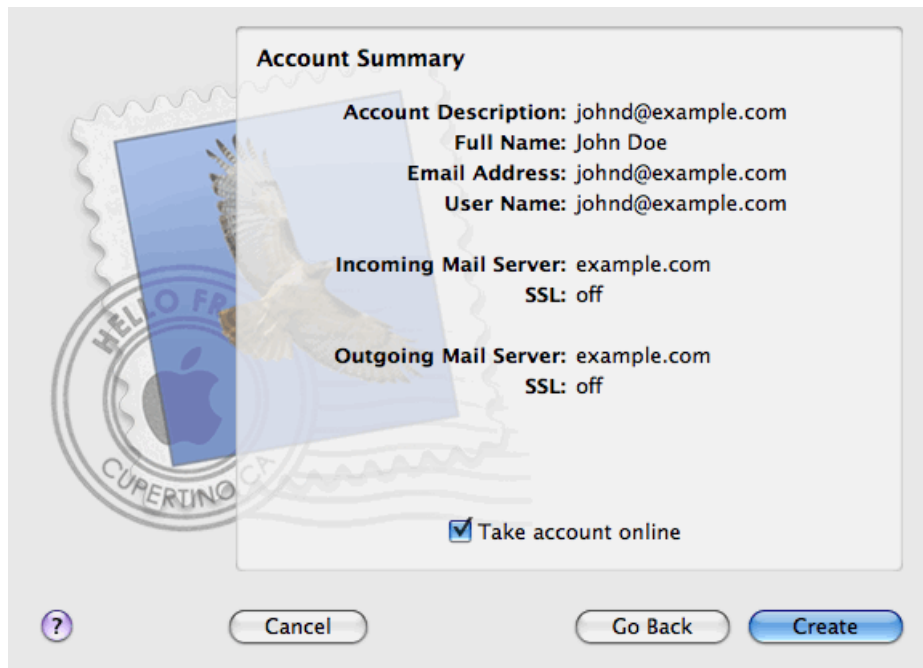 Account Summary
Account Description: johnd@example.com
Full Name: John Doe
Email Address: johnd@example.com
User Name: johnd@example.com
Incoming Mail Server: example.com
SSL: off
Outgoing Mail Server: example.com
SSL: off
HELLO FR
CUPERTINO CA
Take account online
?
Cancel
Go Back
Create